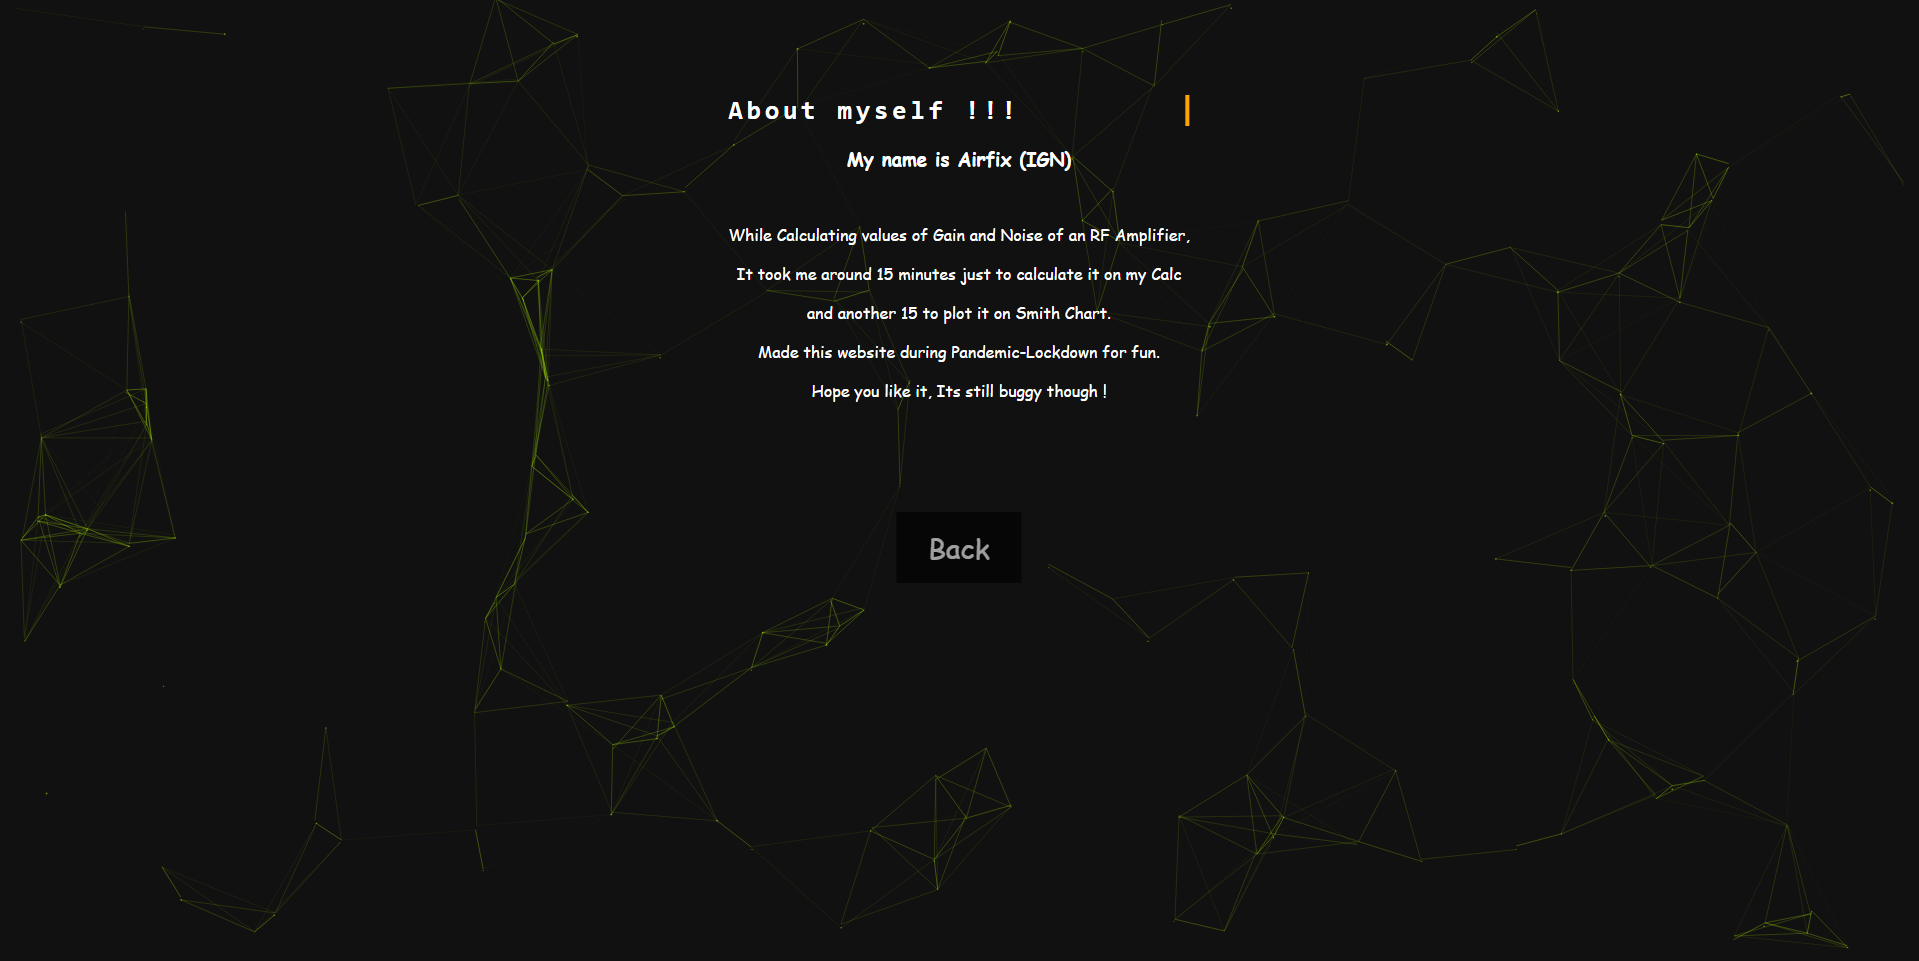 About myself !!!
My name is Airfix (IGN)
While Calculating values of Gain and Noise of an RF Amplifier,
It took me around 15 minutes just to calculate it on my Calc
and another 15 to plot it on Smith Chart.
Made this website during Pandemic-Lockdown for fun.
Hope you like it, Its still buggy though !
Back